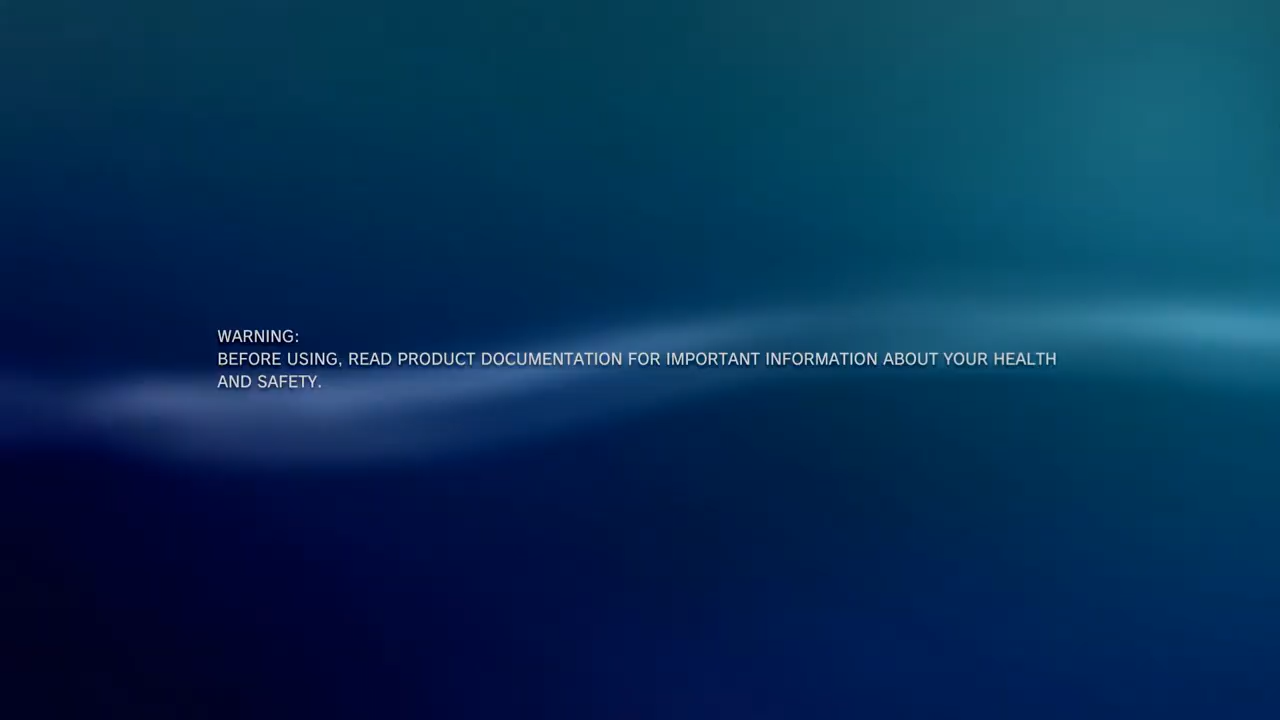 WARNING:
BEFORE USING, READ PRODUCT DOCUMENTATION FOR IMPORTANT INFORMATION ABOUT YOUR HEALTH
AND SAFETY.